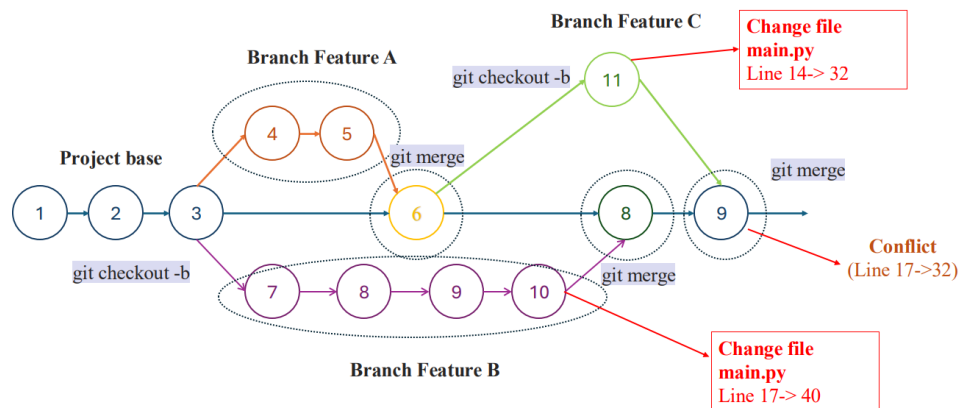 Branch Feature C
Change file
main.py
Line 14-> 32
Branch Feature A
git checkout -b
11
4
5
Project base
git merge
git merge
1
2
3
6
8
9
git checkout -b
Conflict
(Line 17->32)
git merge
7
8
9
10
Branch Feature B
Change file
main.py
Line 17-> 40